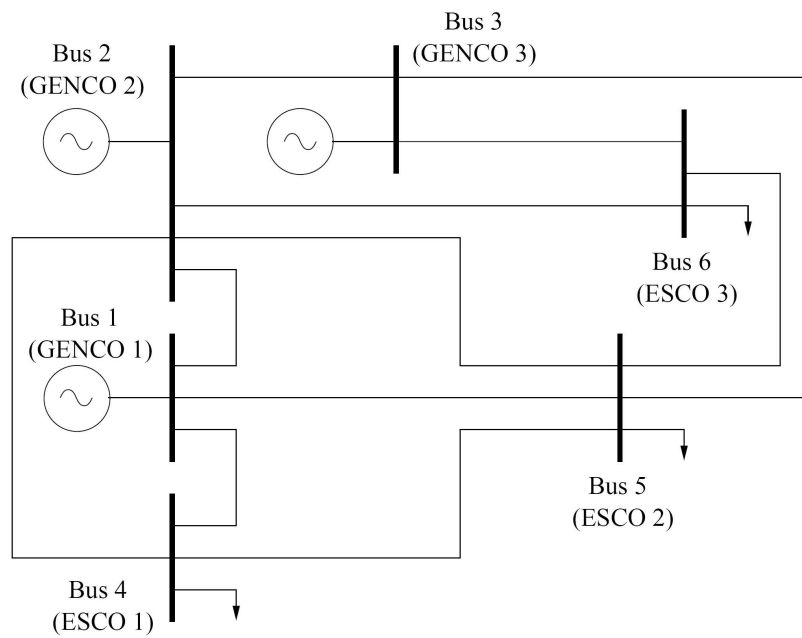 Bus 3
(GENCO 3)
Bus 2
(GENCO 2)
Bus 6
(ESCO 3)
Bus 1
(GENCO 1)
Bus 5
(ESCO 2)
Bus 4
(ESCO 1)